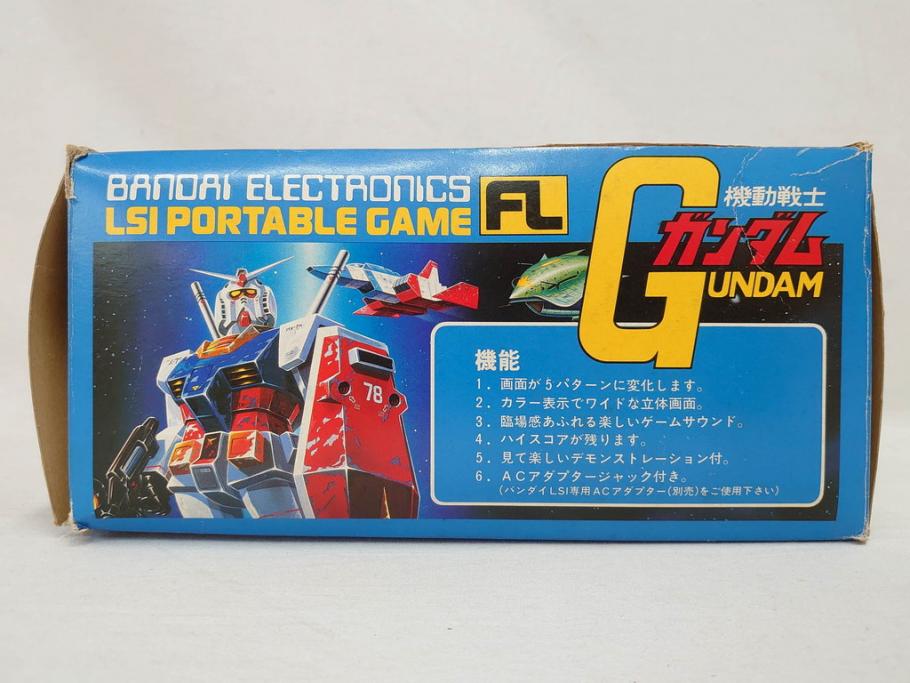 BANDAI ELECTRONICS
LSI PORTABLE GAME
FL
機動戦士
ガンダム
GUNDAM
78
機能
1. 画面が5パターンに変化します。
2. カラー表示でワイドな立体画面。
3. 臨場感あふれる楽しいゲームサウンド。
4. ハイスコアが残ります。
5. 見て楽しいデモンストレーション付。
6. ACアダプタージャック付き。
(バンダイLSI専用ACアダプター(別売)をご使用下さい)